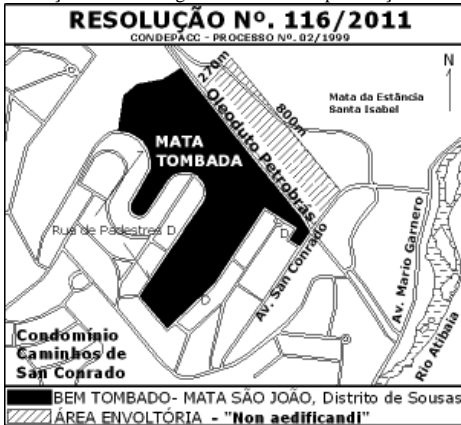 RESOLUÇÃO Nº. 116/2011
CONDEPACC - PROCESSO Nº. 02/1999
270m
800m
N
Oleoduto Petrobras
Mata da Estância
Santa Isabel
MATA
TOMBADA
Rua de Pedestres D
D
Av. San Conrado
Av. Mario Garnero
Rio Atibaia
Condomínio
Caminhos de
San Conrado
BEM TOMBADO- MATA SÃO JOÃO, Distrito de Sousas
ÁREA ENVOLTÓRIA - "Non aedificandi"